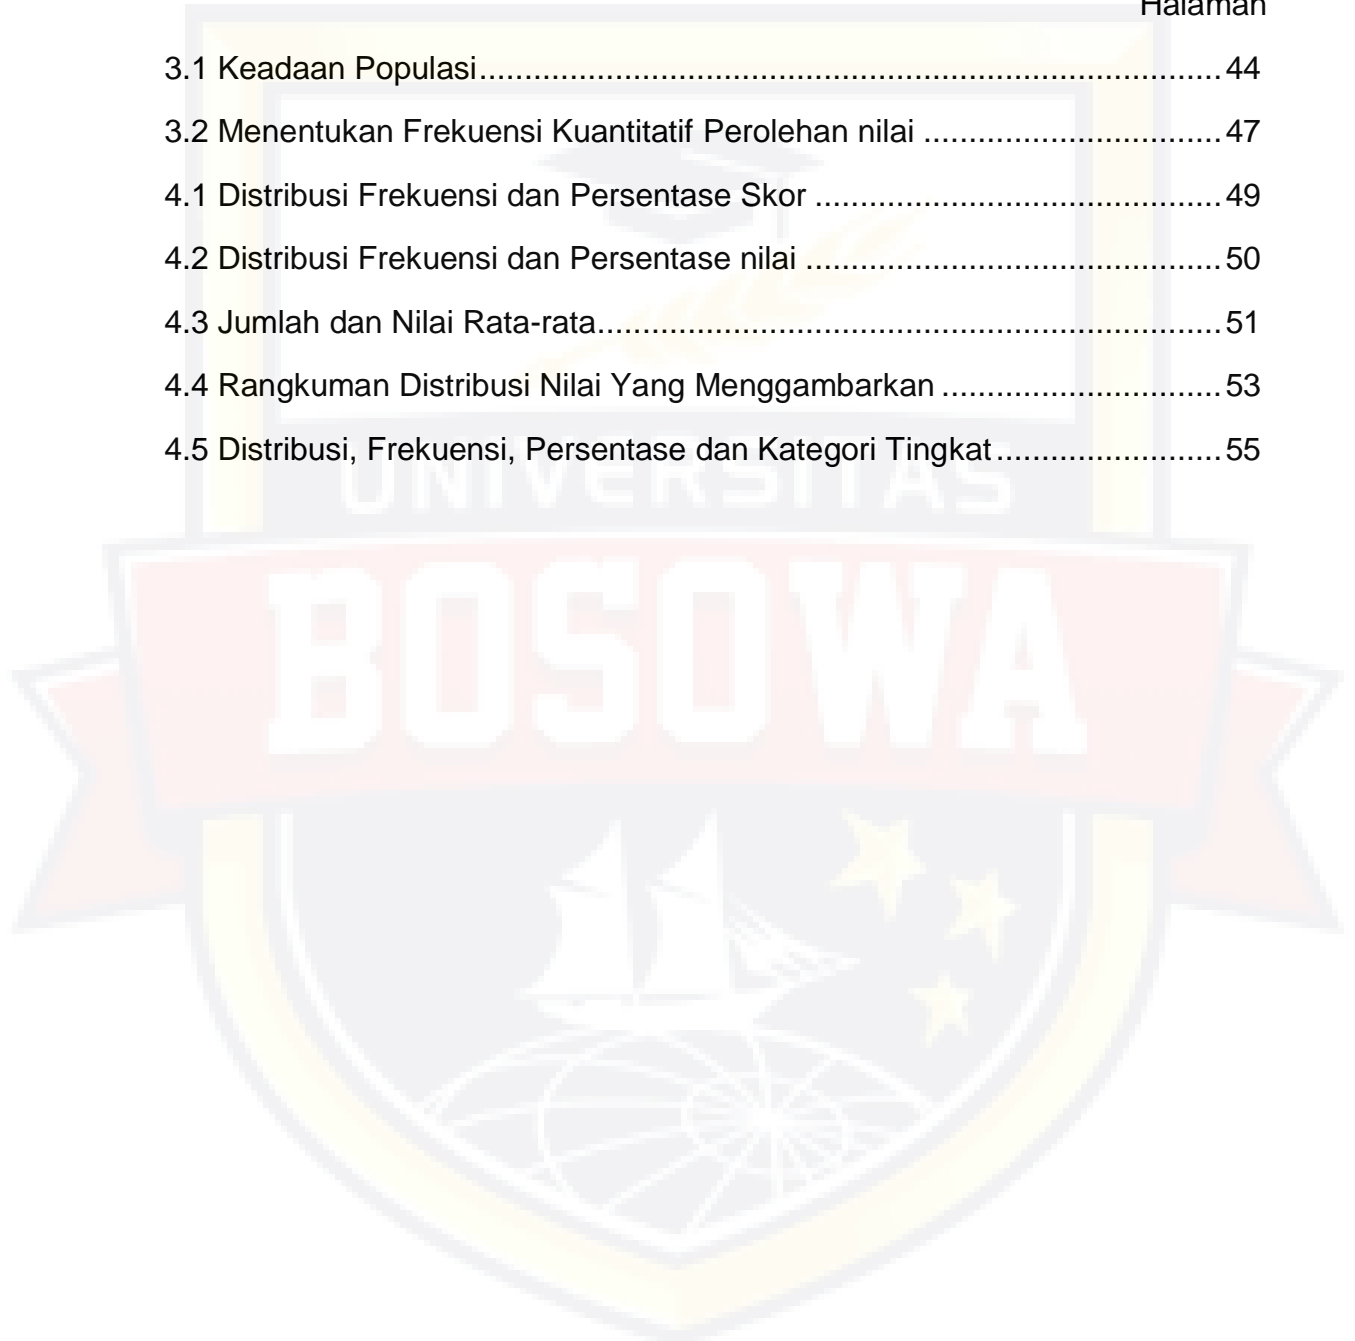 Halaman
3.1 Keadaan Populasi.................................................................................44
3.2 Menentukan Frekuensi Kuantitatif Perolehan nilai .................................47
4.1 Distribusi Frekuensi dan Persentase Skor .............................................49
4.2 Distribusi Frekuensi dan Persentase nilai ..............................................50
4.3 Jumlah dan Nilai Rata-rata.....................................................................51
4.4 Rangkuman Distribusi Nilai Yang Menggambarkan ...............................53
4.5 Distribusi, Frekuensi, Persentase dan Kategori Tingkat.........................55
UNIVERSITAS
BOSOWA